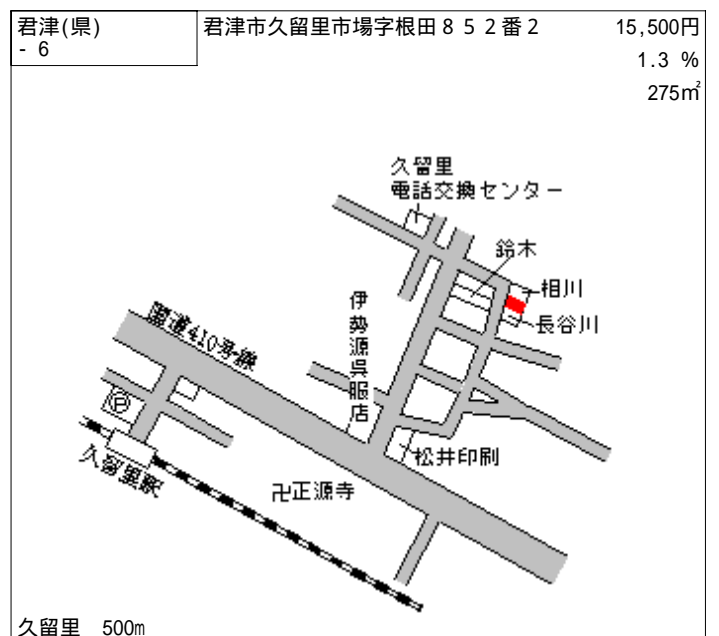 君津(県)
- 6
君津市久留里市場字根田８５２番２
15,500円
1.3 %
275㎡
久留里
電話交換センター
鈴木
相川
長谷川
伊勢源呉服店
国道410号線
Ⓟ
久留里駅
松井印刷
卍正源寺
久留里 500m